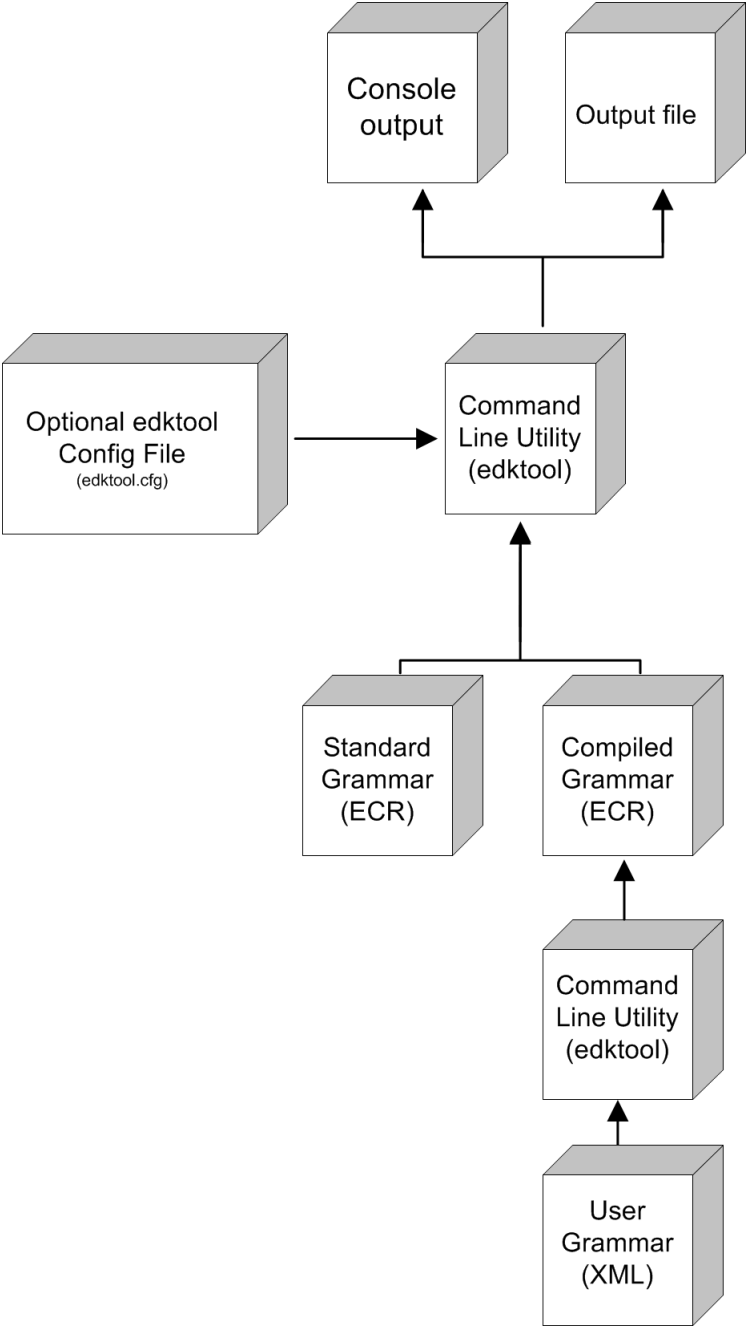 Console
output
Output file
Optional edktool
Config File
(edktool.cfg)
Command
Line Utility
(edktool)
Standard
Grammar
(ECR)
Compiled
Grammar
(ECR)
Command
Line Utility
(edktool)
User
Grammar
(XML)